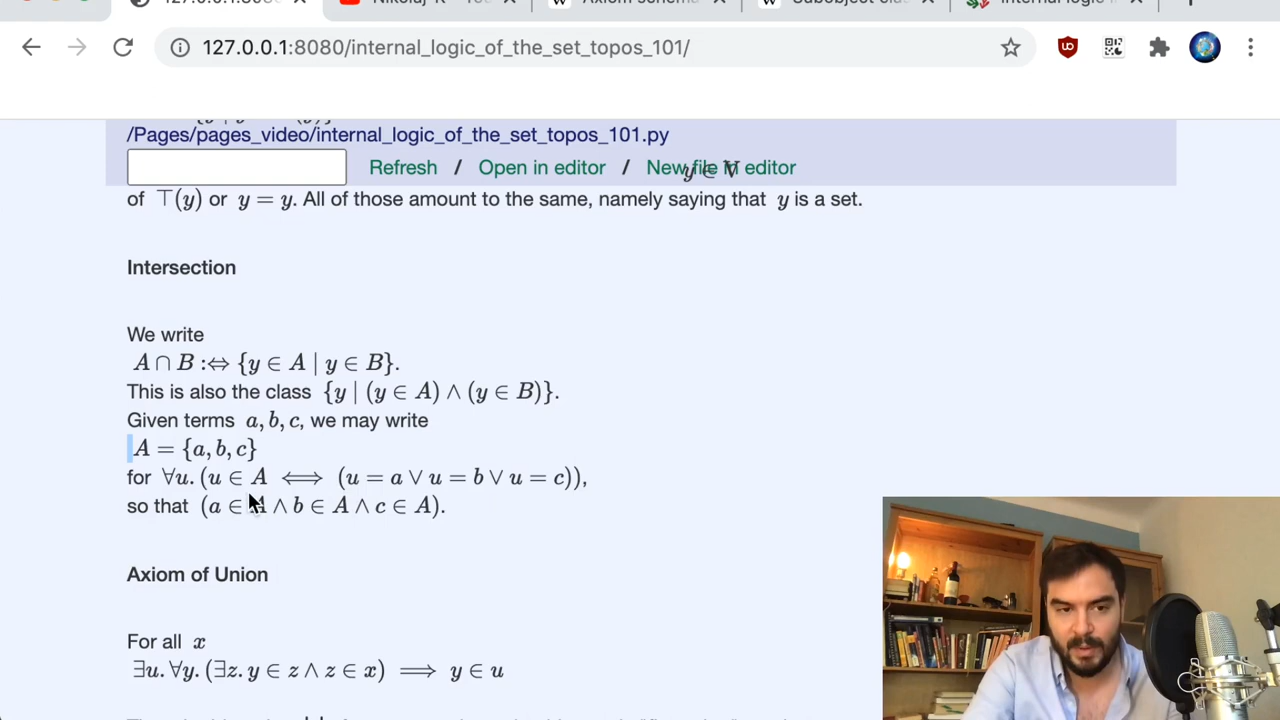 127.0.0.1:8080/internal_logic_of_the_set_topos_101/
/Pages/pages_video/internal_logic_of_the_set_topos_101.py
Refresh / Open in editor / New file in editor
y ∈ V
of ⊤(y) or y = y. All of those amount to the same, namely saying that y is a set.
Intersection
We write
A ∩ B :⇔ {y ∈ A | y ∈ B}.
This is also the class {y | (y ∈ A) ∧ (y ∈ B)}.
Given terms a, b, c, we may write
A = {a, b, c}
for ∀u. (u ∈ A ⟺ (u = a ∨ u = b ∨ u = c)),
so that (a ∈ A ∧ b ∈ A ∧ c ∈ A).
Axiom of Union
For all x
∃u. ∀y. (∃z. y ∈ z ∧ z ∈ x) ⟹ y ∈ u